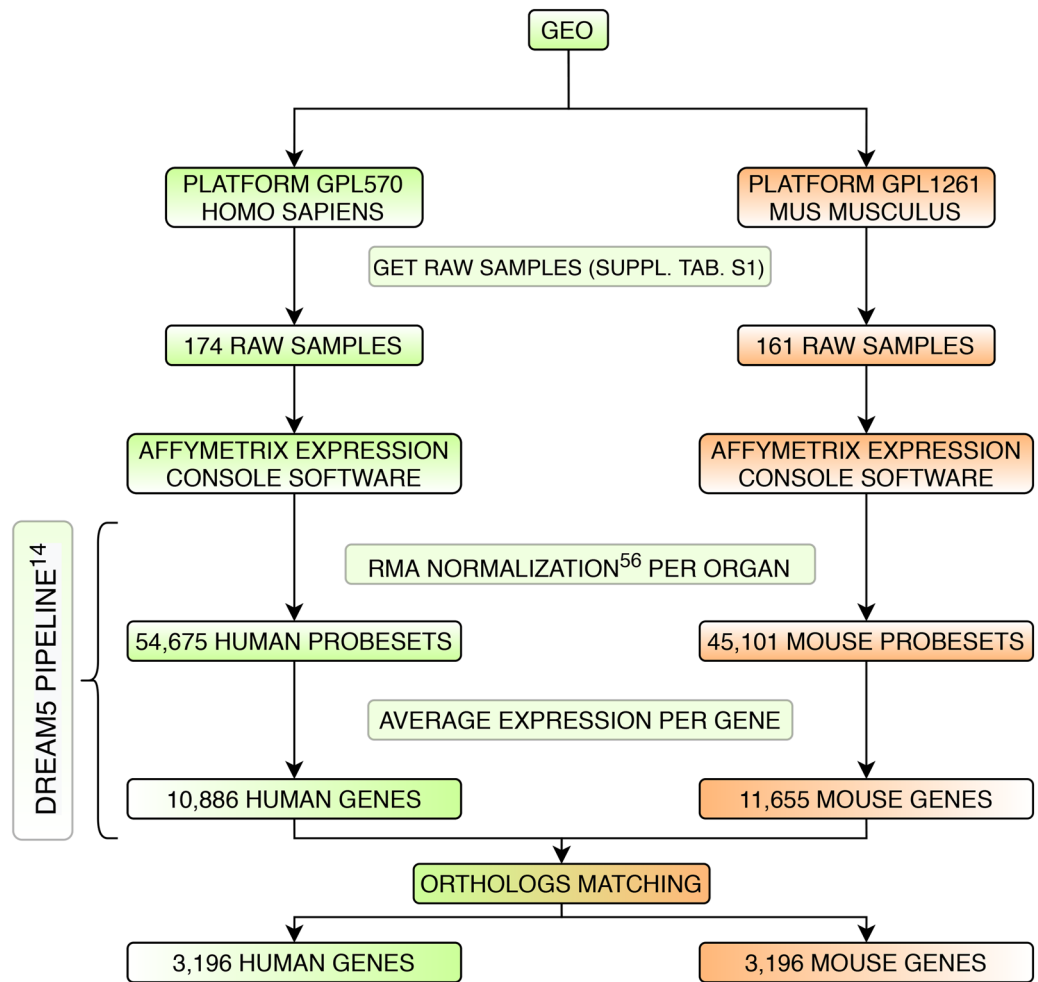 GEO
PLATFORM GPL570
HOMO SAPIENS
PLATFORM GPL1261
MUS MUSCULUS
GET RAW SAMPLES (SUPPL. TAB. S1)
174 RAW SAMPLES
161 RAW SAMPLES
AFFYMETRIX EXPRESSION
CONSOLE SOFTWARE
AFFYMETRIX EXPRESSION
CONSOLE SOFTWARE
DREAM5 PIPELINE14
RMA NORMALIZATION56 PER ORGAN
54,675 HUMAN PROBESETS
45,101 MOUSE PROBESETS
AVERAGE EXPRESSION PER GENE
10,886 HUMAN GENES
11,655 MOUSE GENES
ORTHOLOGS MATCHING
3,196 HUMAN GENES
3,196 MOUSE GENES